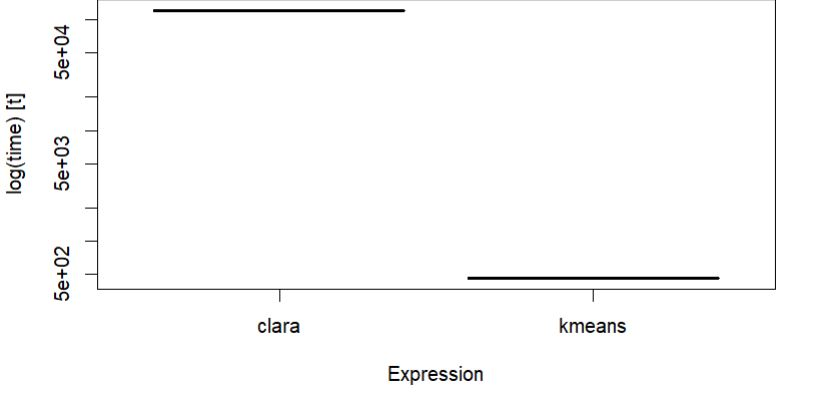 log(time) [t]
5e+04
5e+03
5e+02
clara kmeans
Expression